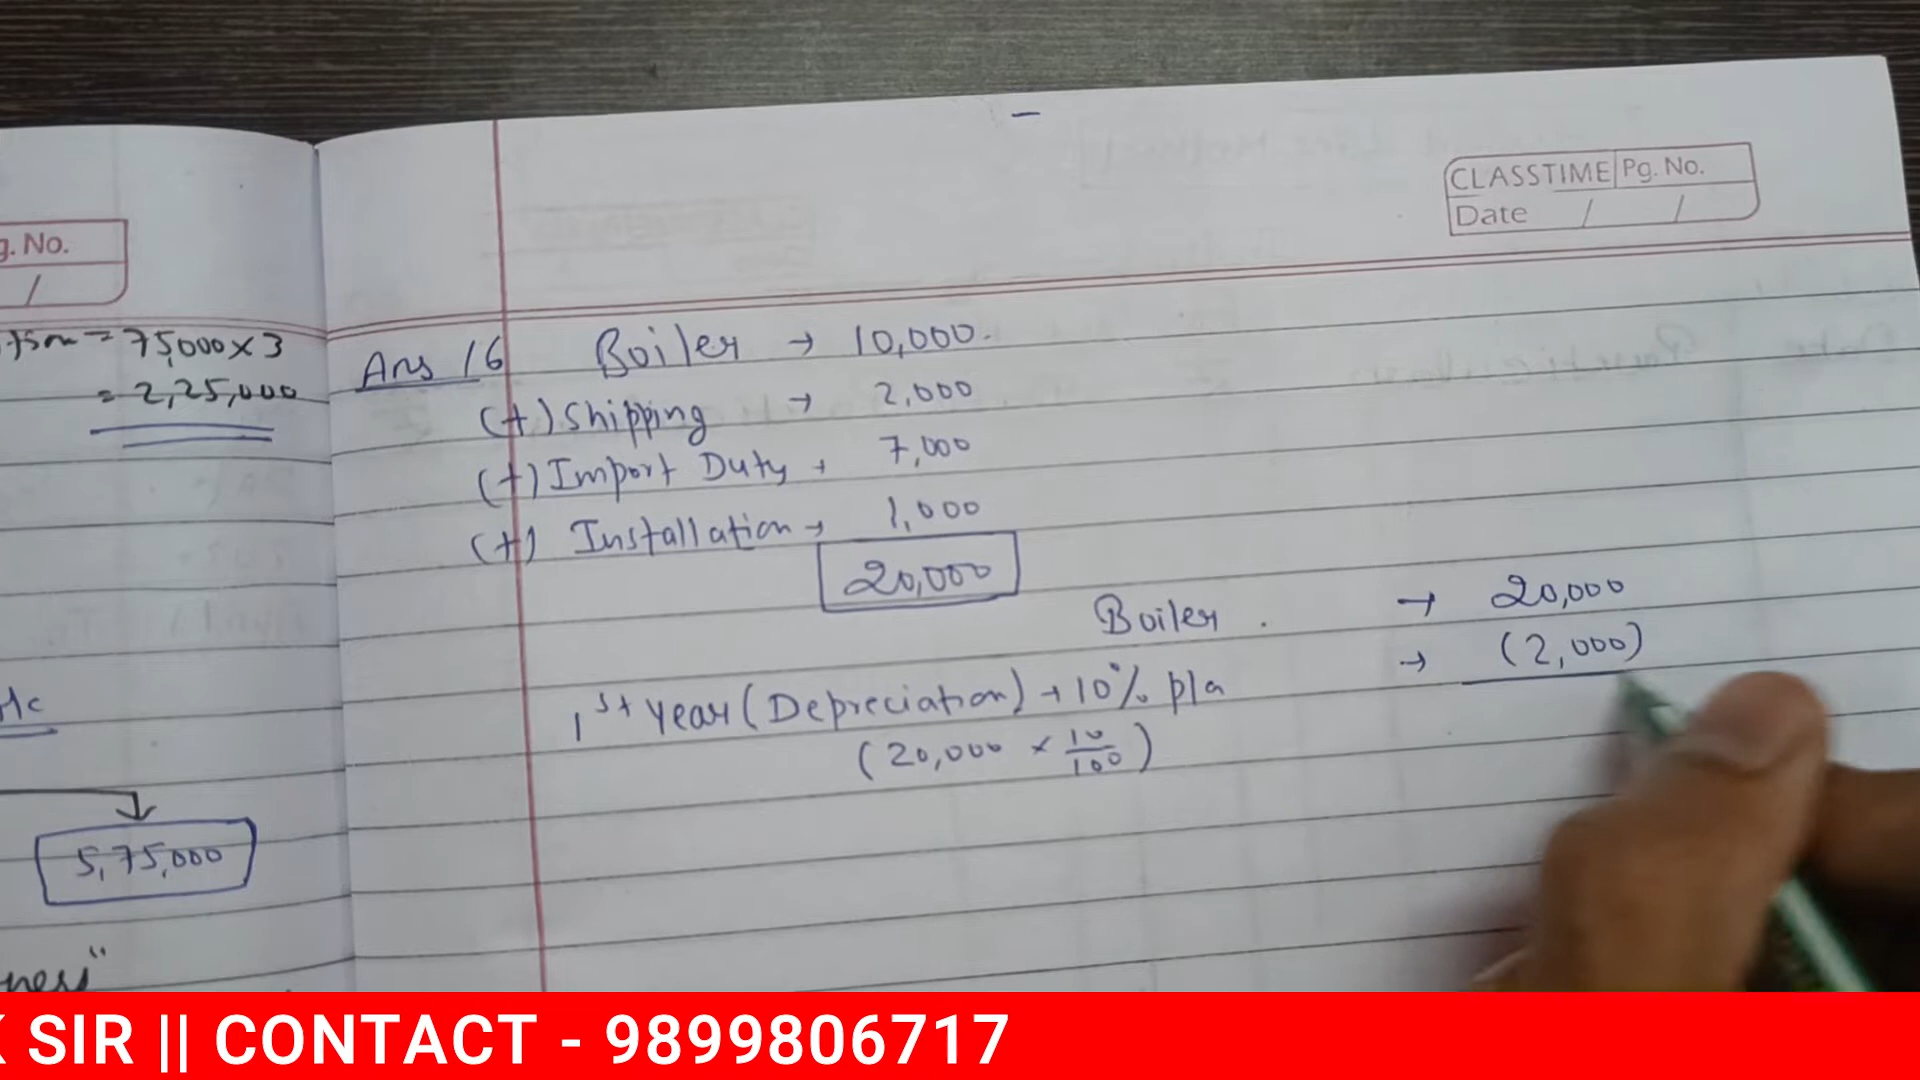 g. No.
/
= 75,000 × 3
= 2,25,000
5,75,000
CLASSTIME Pg. No.
Date / /
Ans 16 Boiler → 10,000.
(+) Shipping → 2,000
(+) Import Duty → 7,000
(+) Installation → 1,000
20,000
Boiler . → 20,000
1st year (Depreciation) → 10% p/a → (2,000)
(20,000 × 10/100)
SIR || CONTACT - 9899806717